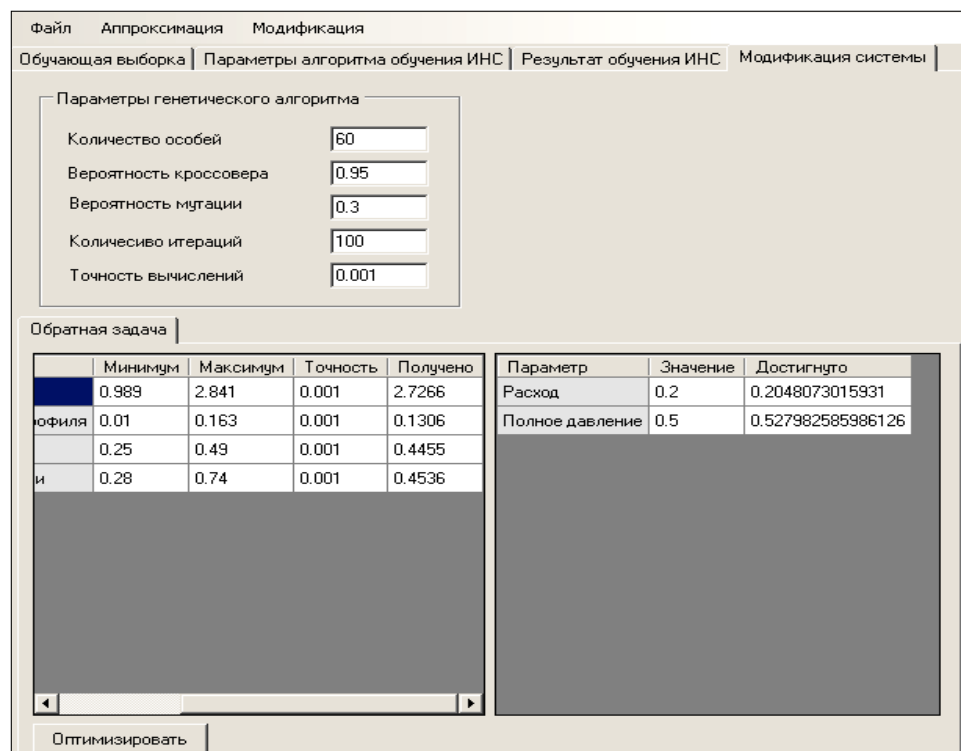 Файл Аппроксимация Модификация
Обучающая выборка Параметры алгоритма обучения ИНС Результат обучения ИНС Модификация системы
Параметры генетического алгоритма
Количество особей 60
Вероятность кроссовера 0.95
Вероятность мутации 0.3
Количесиво итераций 100
Точность вычислений 0.001
Обратная задача
Минимум Максимум Точность Получено
0.989 2.841 0.001 2.7266
офиля 0.01 0.163 0.001 0.1306
0.25 0.49 0.001 0.4455
и 0.28 0.74 0.001 0.4536
Параметр Значение Достигнуто
Расход 0.2 0.2048073015931
Полное давление 0.5 0.527982585986126
Оптимизировать